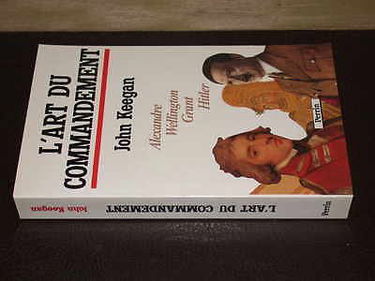 L'ART DU
COMMANDEMENT
John Keegan
Alexandre
Wellington
Grant
Hitler
Perrin
John Keegan
L'ART DU COMMANDEMENT
Perrin